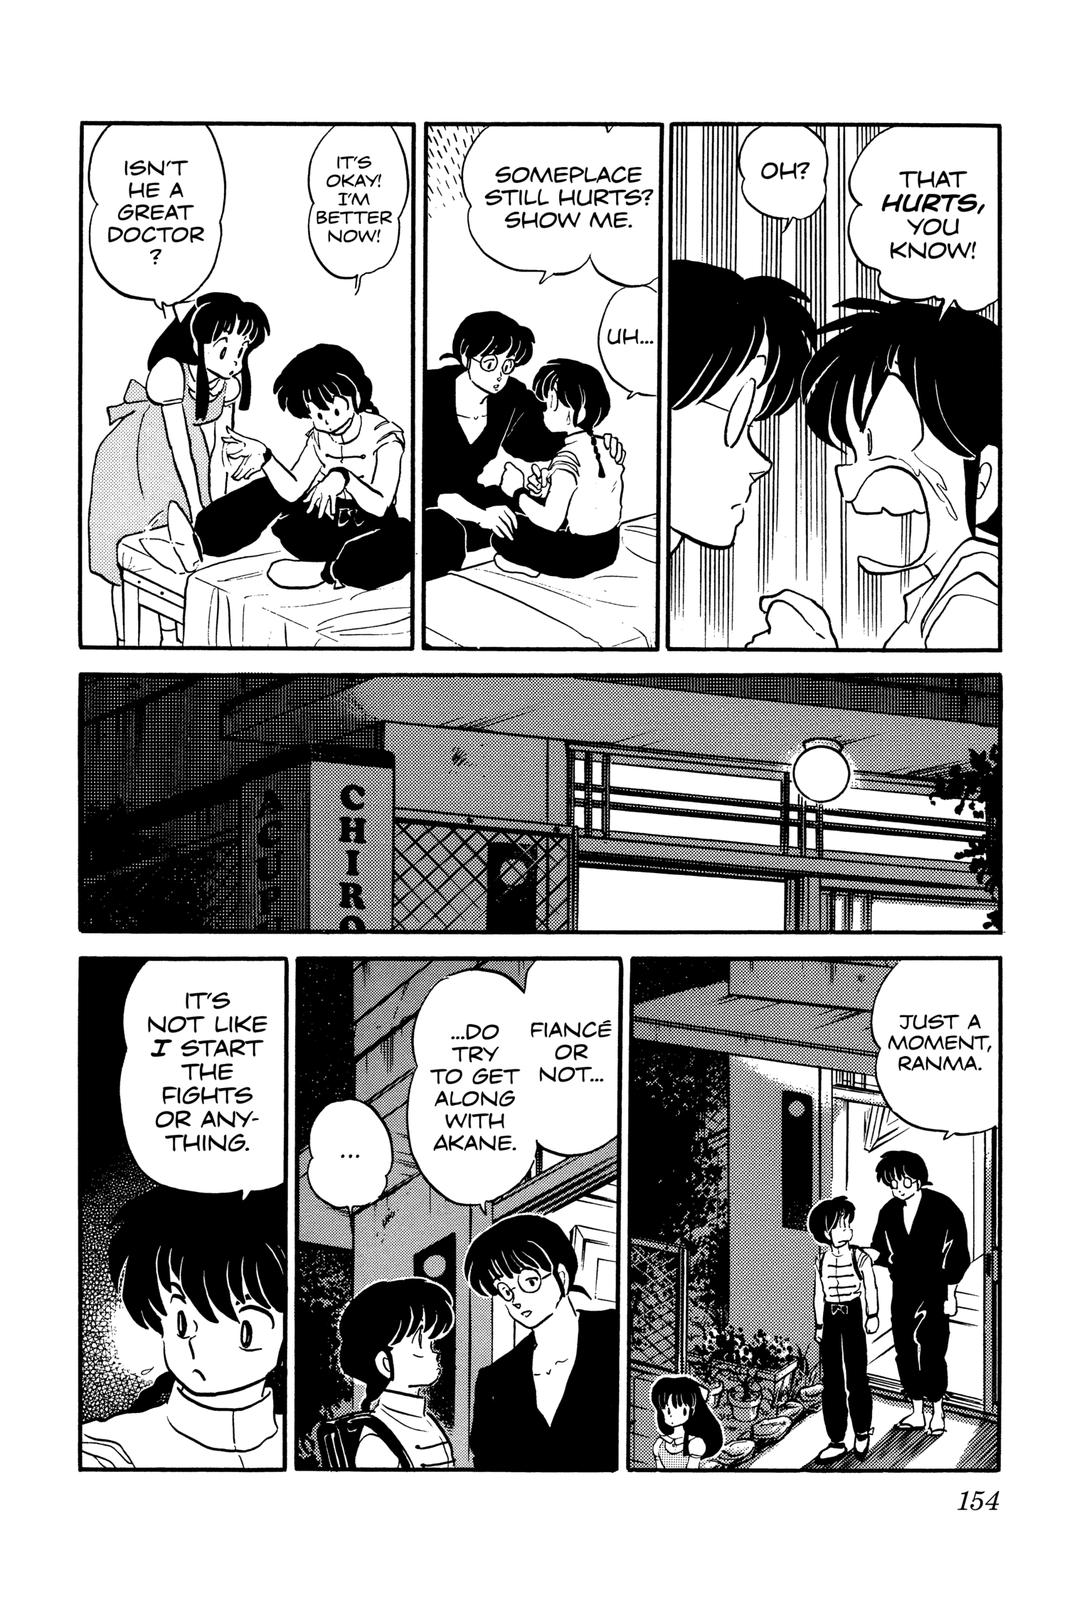 THAT
HURTS,
YOU
KNOW!
OH?
SOMEPLACE
STILL HURTS?
SHOW ME.
UH...
IT'S
OKAY!
I'M
BETTER
NOW!
ISN'T
HE A
GREAT
DOCTOR
?
CHIRO
ACUP
JUST A
MOMENT,
RANMA.
FIANCÉ
OR
NOT...
...DO
TRY
TO GET
ALONG
WITH
AKANE.
...
IT'S
NOT LIKE
I START
THE
FIGHTS
OR ANY-
THING.
154